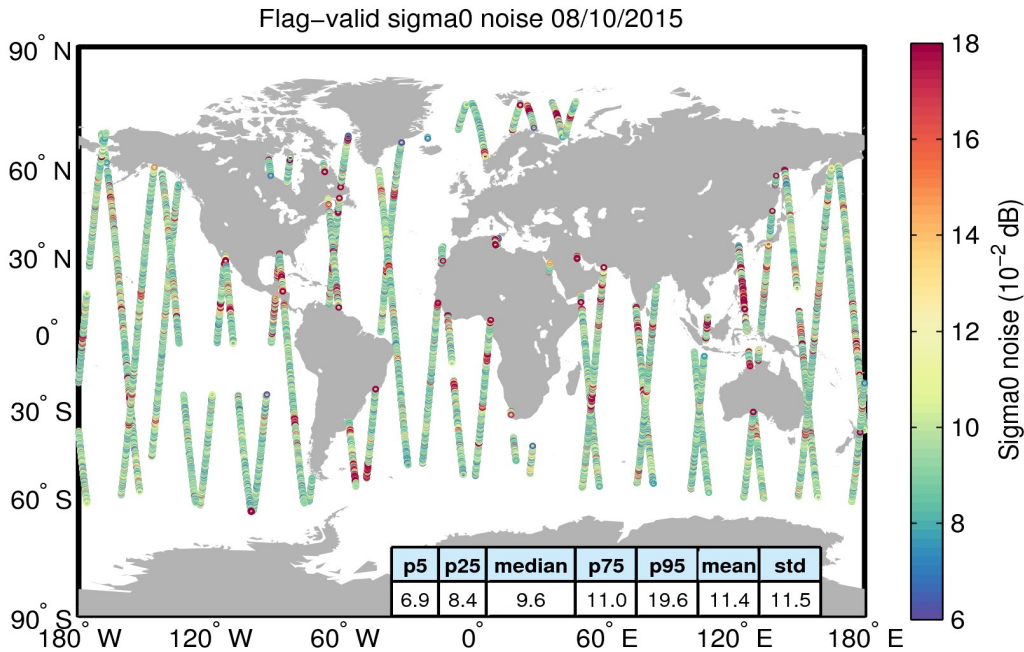 Flag−valid sigma0 noise 08/10/2015
90° N
60° N
30° N
0°
30° S
60° S
90° S
180° W 120° W 60° W 0° 60° E 120° E 180° E
p5 p25 median p75 p95 mean std
6.9 8.4 9.6 11.0 19.6 11.4 11.5
18
16
14
12
10
8
6
Sigma0 noise (10⁻² dB)